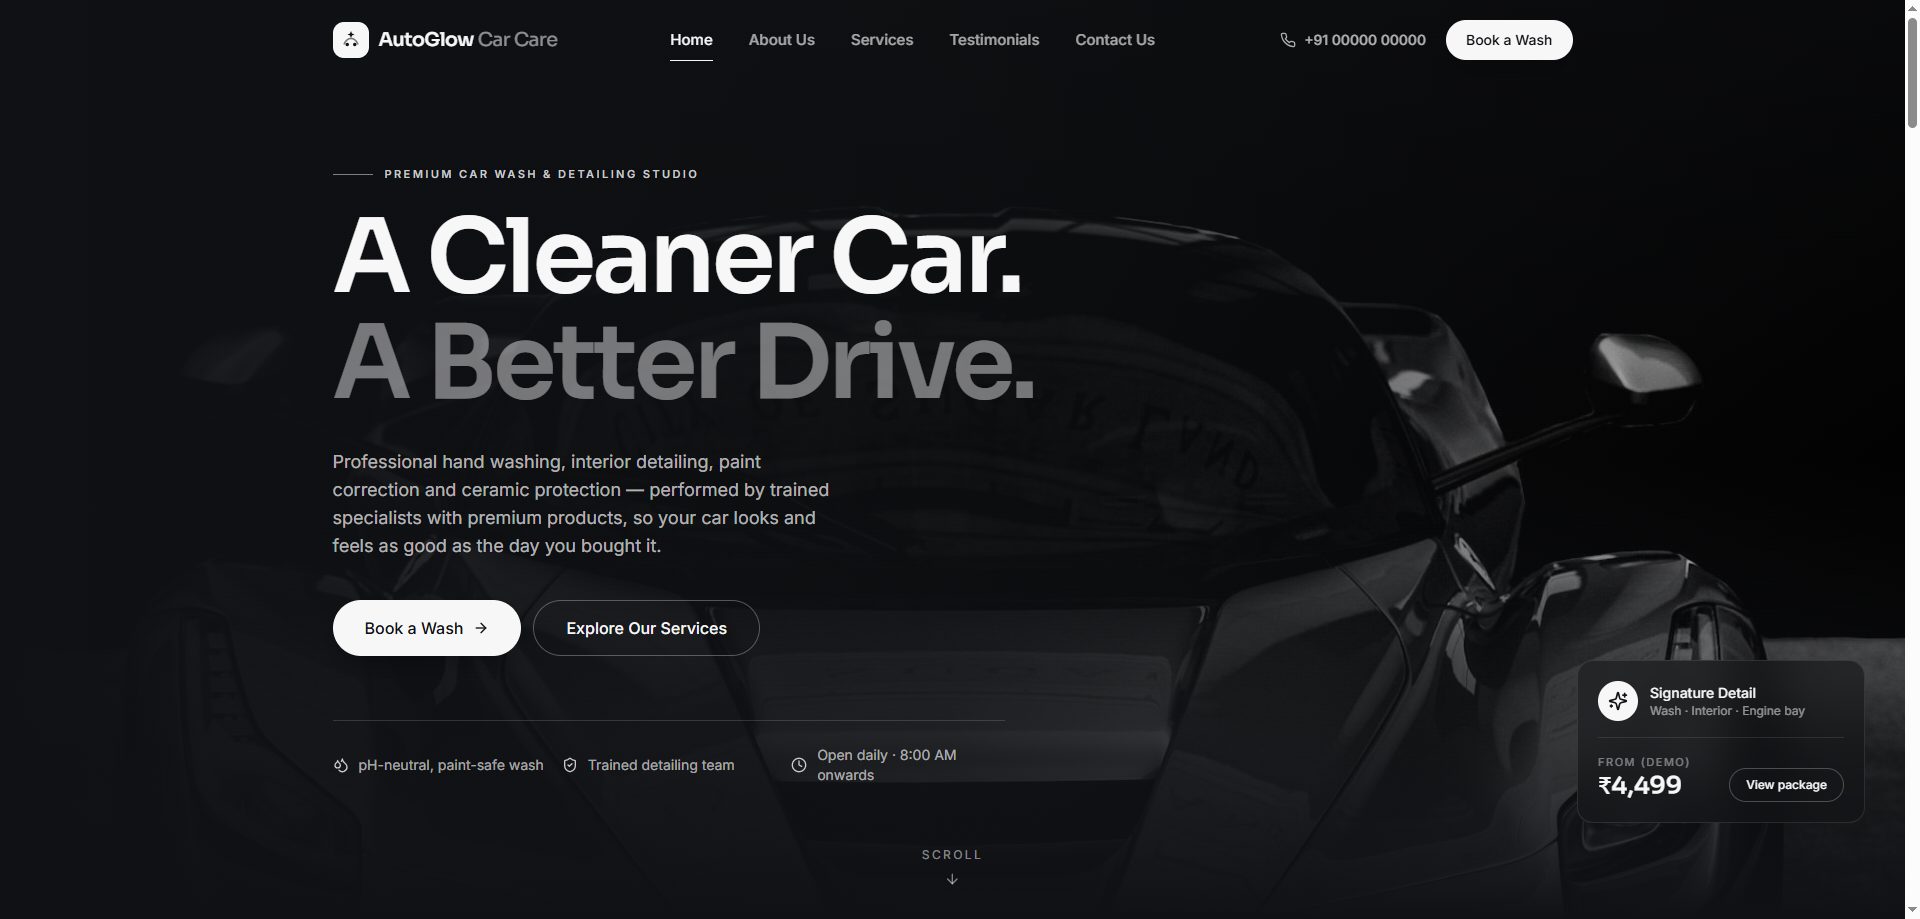 AutoGlow Car Care
Home
About Us
Services
Testimonials
Contact Us
+91 00000 00000
Book a Wash
PREMIUM CAR WASH & DETAILING STUDIO
A Cleaner Car.
A Better Drive.
Professional hand washing, interior detailing, paint
correction and ceramic protection — performed by trained
specialists with premium products, so your car looks and
feels as good as the day you bought it.
Book a Wash →
Explore Our Services
pH-neutral, paint-safe wash
Trained detailing team
Open daily · 8:00 AM
onwards
Signature Detail
Wash · Interior · Engine bay
FROM (DEMO)
₹4,499
View package
SCROLL
↓